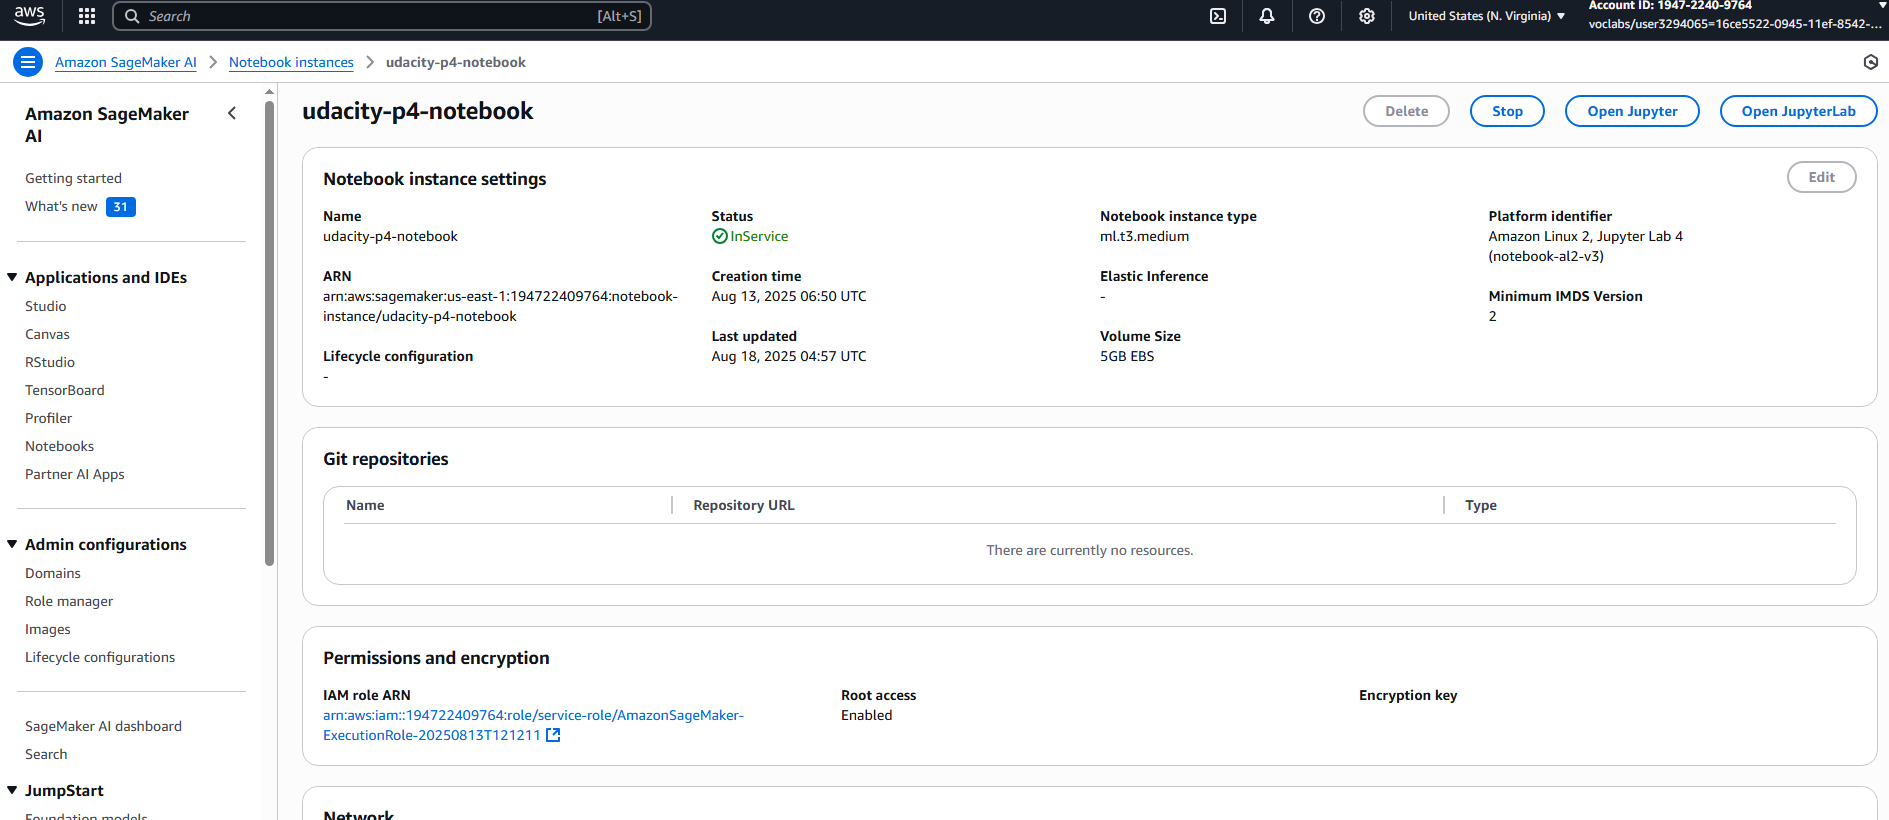 aws
Search
[Alt+S]
United States (N. Virginia)
Account ID: 1947-2240-9764
voclabs/user3294065=16ce5522-0945-11ef-8542-...
Amazon SageMaker AI
Notebook instances
udacity-p4-notebook
Amazon SageMaker
AI
Getting started
What's new 31
Applications and IDEs
Studio
Canvas
RStudio
TensorBoard
Profiler
Notebooks
Partner AI Apps
Admin configurations
Domains
Role manager
Images
Lifecycle configurations
SageMaker AI dashboard
Search
JumpStart
Foundation models
udacity-p4-notebook
Delete
Stop
Open Jupyter
Open JupyterLab
Notebook instance settings
Edit
Name
udacity-p4-notebook
ARN
arn:aws:sagemaker:us-east-1:194722409764:notebook-
instance/udacity-p4-notebook
Lifecycle configuration
-
Status
InService
Creation time
Aug 13, 2025 06:50 UTC
Last updated
Aug 18, 2025 04:57 UTC
Notebook instance type
ml.t3.medium
Elastic Inference
-
Volume Size
5GB EBS
Platform identifier
Amazon Linux 2, Jupyter Lab 4
(notebook-al2-v3)
Minimum IMDS Version
2
Git repositories
Name
Repository URL
Type
There are currently no resources.
Permissions and encryption
IAM role ARN
arn:aws:iam::194722409764:role/service-role/AmazonSageMaker-
ExecutionRole-20250813T121211
Root access
Enabled
Encryption key
Network